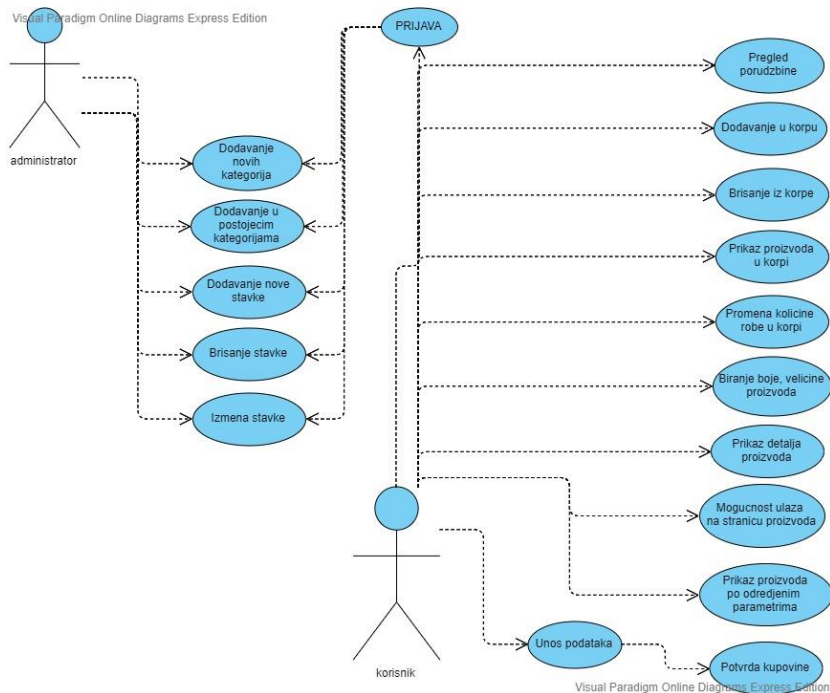 Visual Paradigm Online Diagrams Express Edition
PRIJAVA
administrator
Dodavanje
novih
kategorija
Dodavanje u
postojecim
kategorijama
Dodavanje nove
stavke
Brisanje stavke
Izmena stavke
Pregled
porudzbine
Dodavanje u korpu
Brisanje iz korpe
Prikaz proizvoda
u korpi
Promena kolicine
robe u korpi
Biranje boje, velicine
proizvoda
Prikaz detalja
proizvoda
Mogucnost ulaza
na stranicu proizvoda
Prikaz proizvoda
po odredjenim
parametrima
korisnik
Unos podataka
Potvrda kupovine
Visual Paradigm Online Diagrams Express Edition